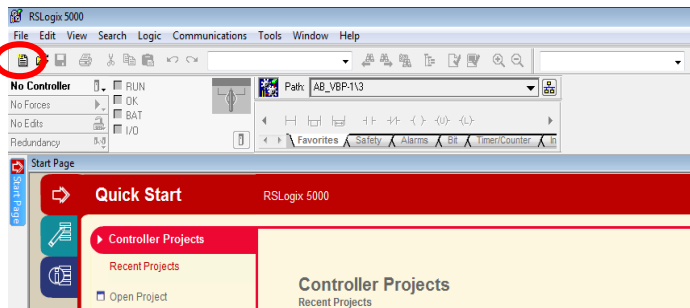 RSLogix 5000
File Edit View Search Logic Communications Tools Window Help
No Controller
RUN
Path: AB_VBP-1\3
No Forces
OK
No Edits
BAT
Redundancy
I/O
Favorites Safety Alarms Bit Timer/Counter In
Start Page
Start Page
Quick Start
RSLogix 5000
Controller Projects
Recent Projects
Open Project
Controller Projects
Recent Projects